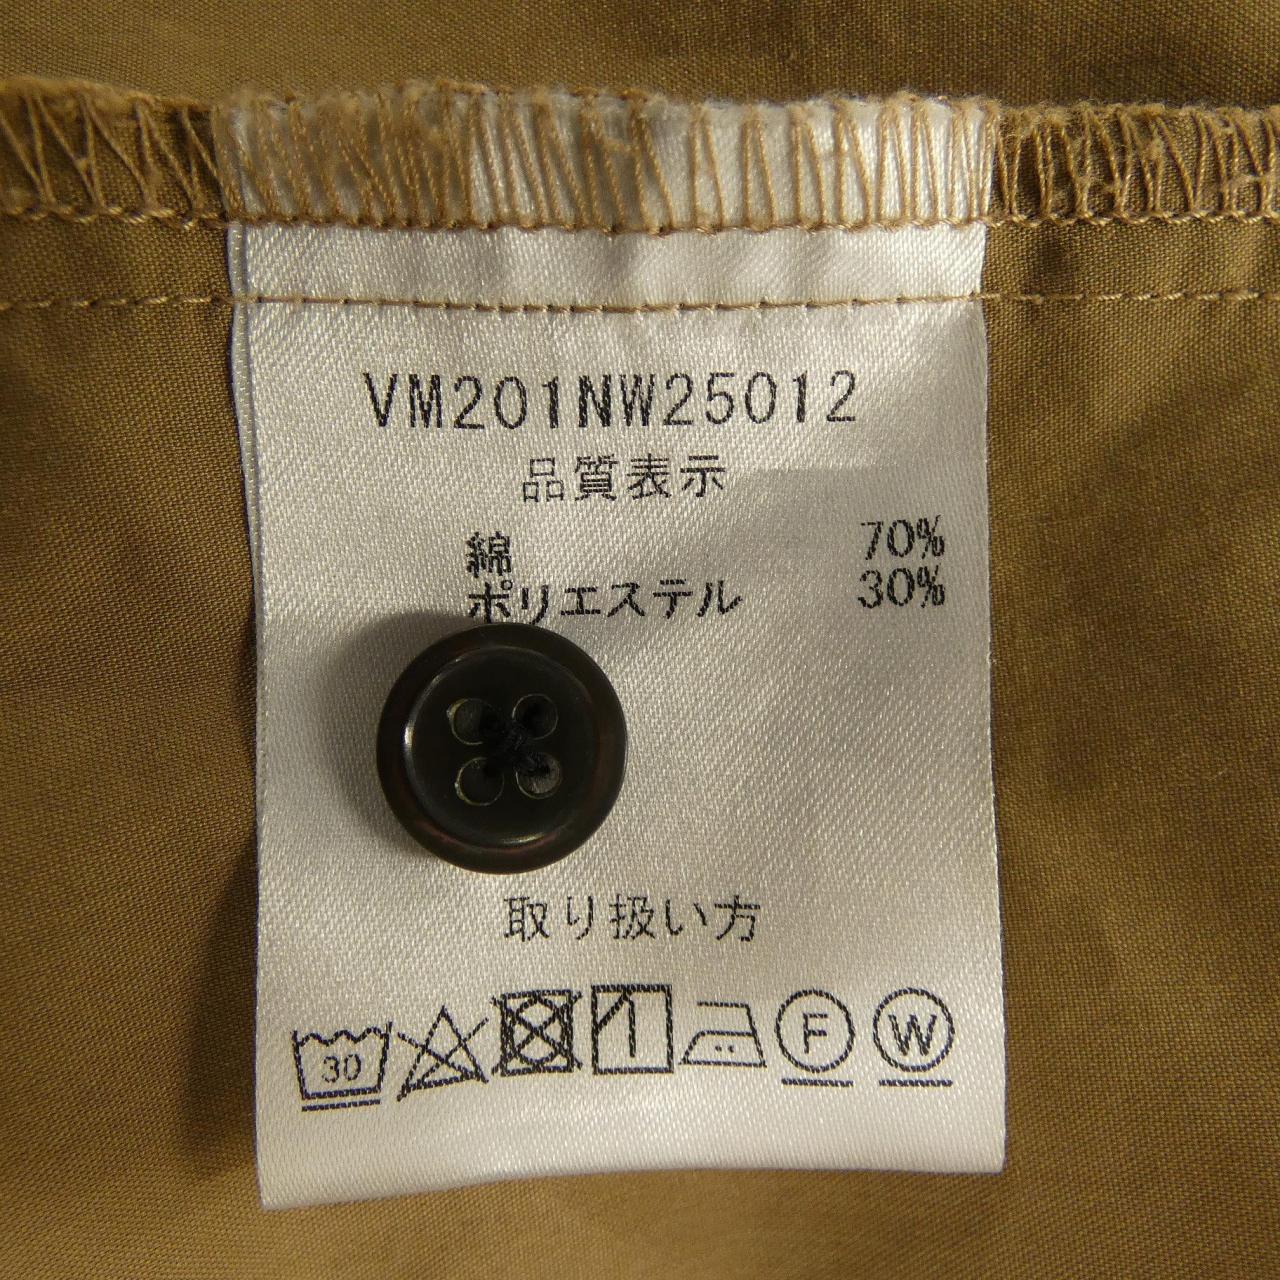 VM201NW25012
品質表示
綿 70%
ポリエステル 30%
取り扱い方
30 F W